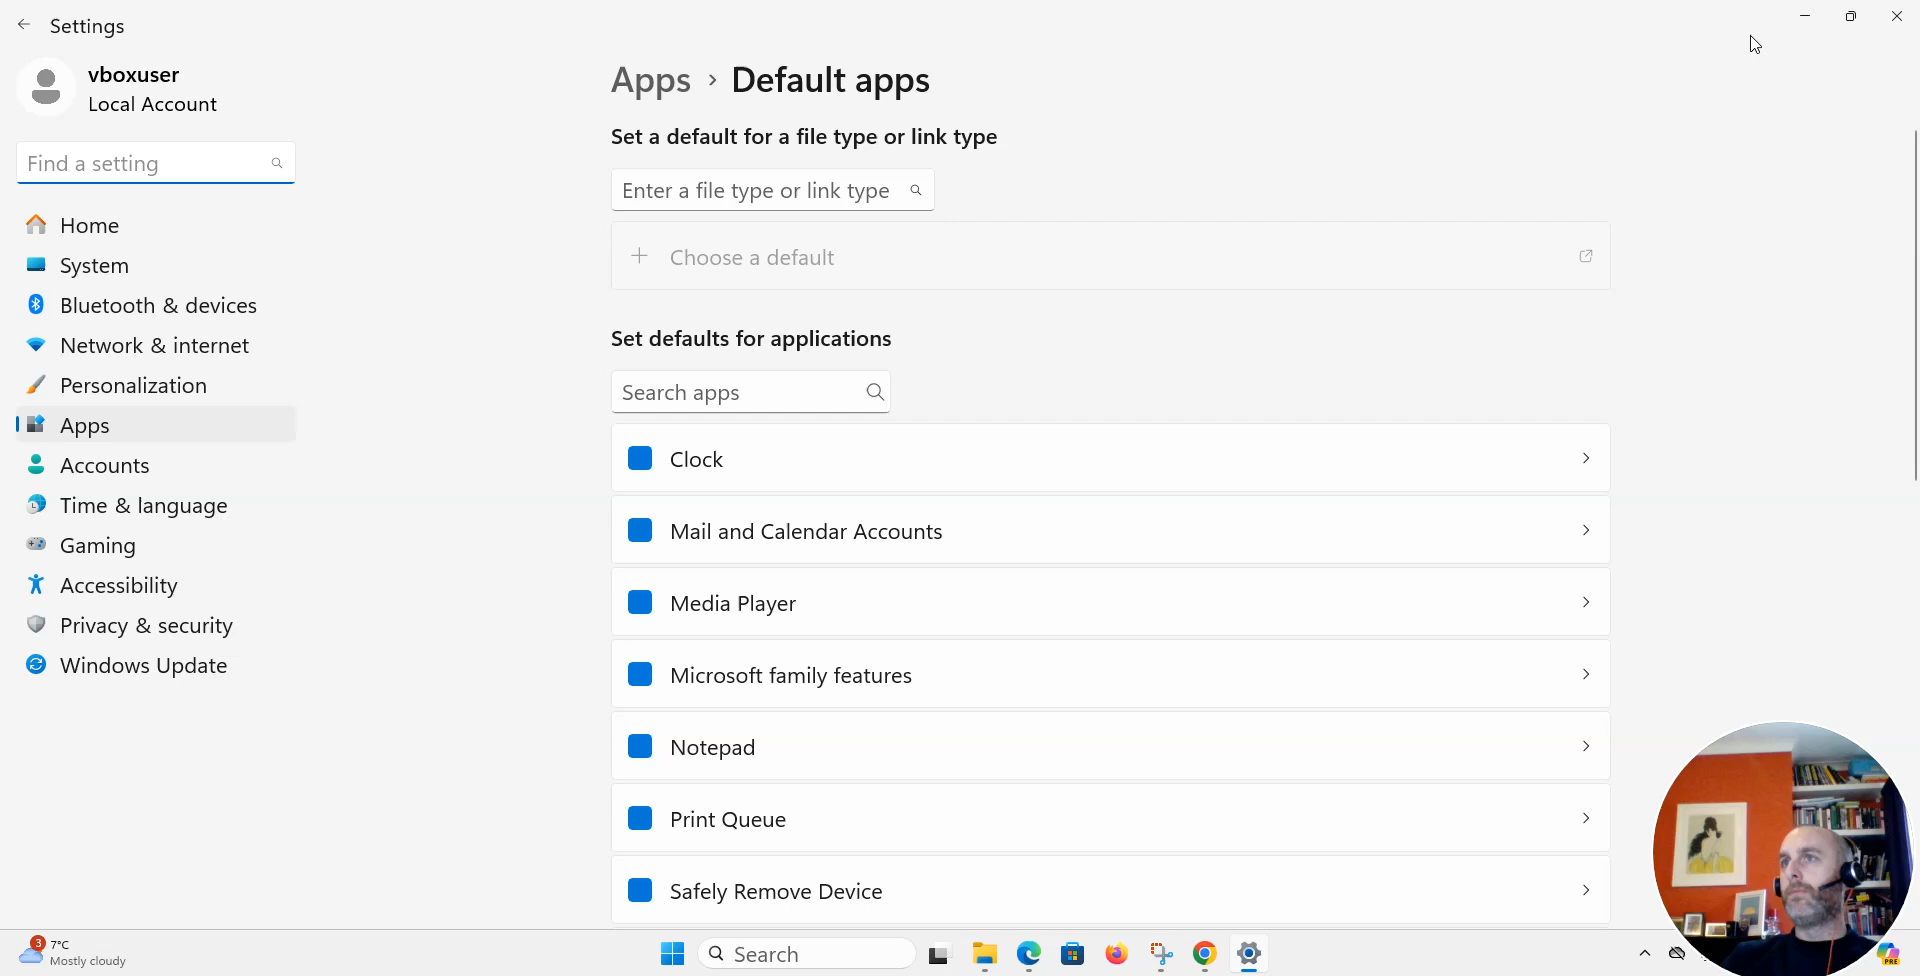 Settings
vboxuser
Local Account
Find a setting
Home
System
Bluetooth & devices
Network & internet
Personalization
Apps
Accounts
Time & language
Gaming
Accessibility
Privacy & security
Windows Update
Apps › Default apps
Set a default for a file type or link type
Enter a file type or link type
Choose a default
Set defaults for applications
Search apps
Clock
Mail and Calendar Accounts
Media Player
Microsoft family features
Notepad
Print Queue
Safely Remove Device
3
7°C
Mostly cloudy
Search
PRE